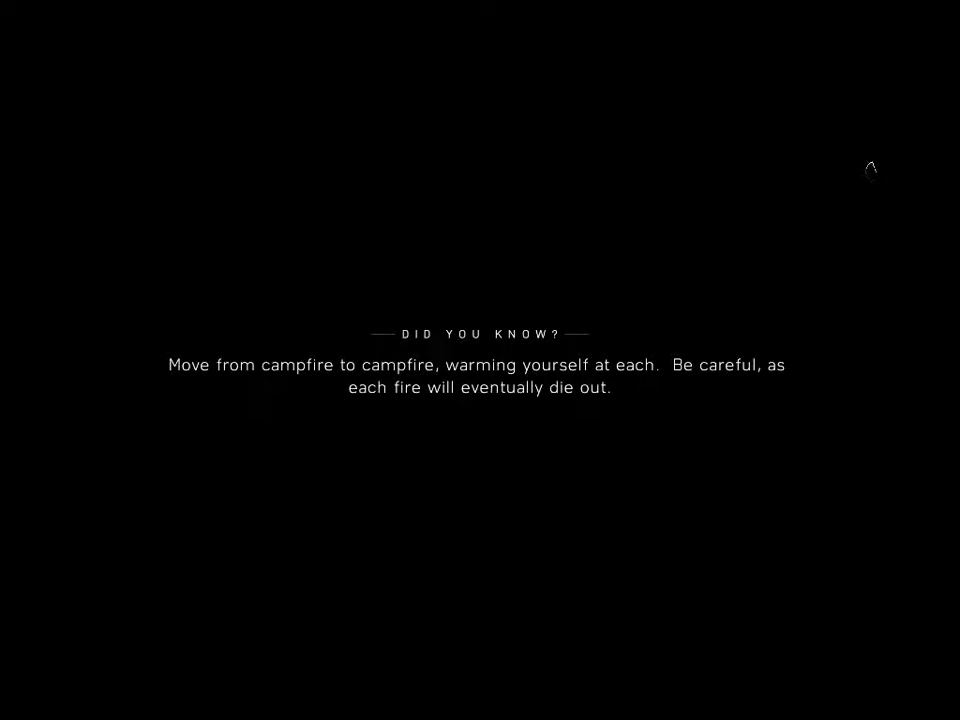 DID YOU KNOW?
Move from campfire to campfire, warming yourself at each.  Be careful, as
each fire will eventually die out.